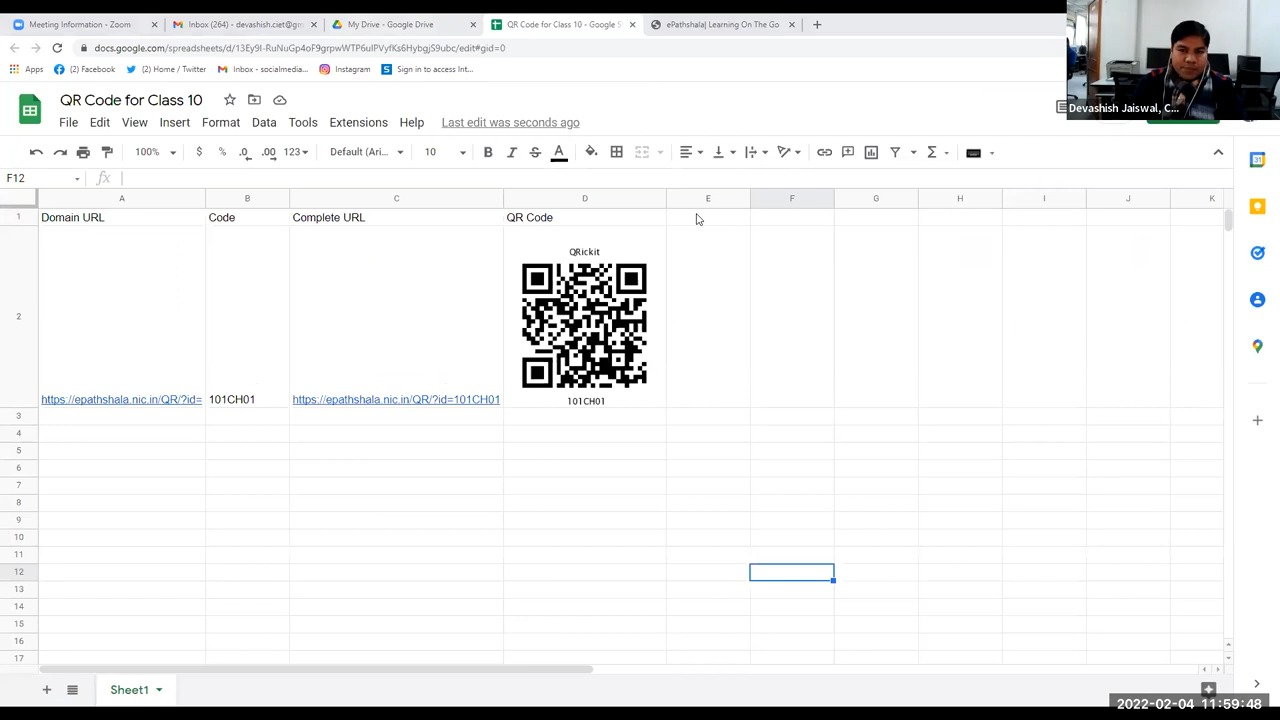 Meeting Information - Zoom
Inbox (264) - devashish.ciet@gm
My Drive - Google Drive
QR Code for Class 10 - Google S
ePathshala| Learning On The Go
docs.google.com/spreadsheets/d/13Ey9I-RuNuGp4oF9grpwWTP6uIPVyfKs6HybgjS9ubc/edit#gid=0
Apps
(2) Facebook
(2) Home / Twitter
Inbox - socialmedia...
Instagram
Sign in to access Int...
Devashish Jaiswal, C...
QR Code for Class 10
File Edit View Insert Format Data Tools Extensions Help Last edit was seconds ago
100% $ % .0 .00 123 Default (Ari... 10 B I S A
F12 fx
A B C D E F G H I J K
1 Domain URL Code Complete URL QR Code
QRickit
2
https://epathshala.nic.in/QR/?id= 101CH01 https://epathshala.nic.in/QR/?id=101CH01 101CH01
3
4
5
6
7
8
9
10
11
12
13
14
15
16
17
Sheet1
2022-02-04 11:59:48